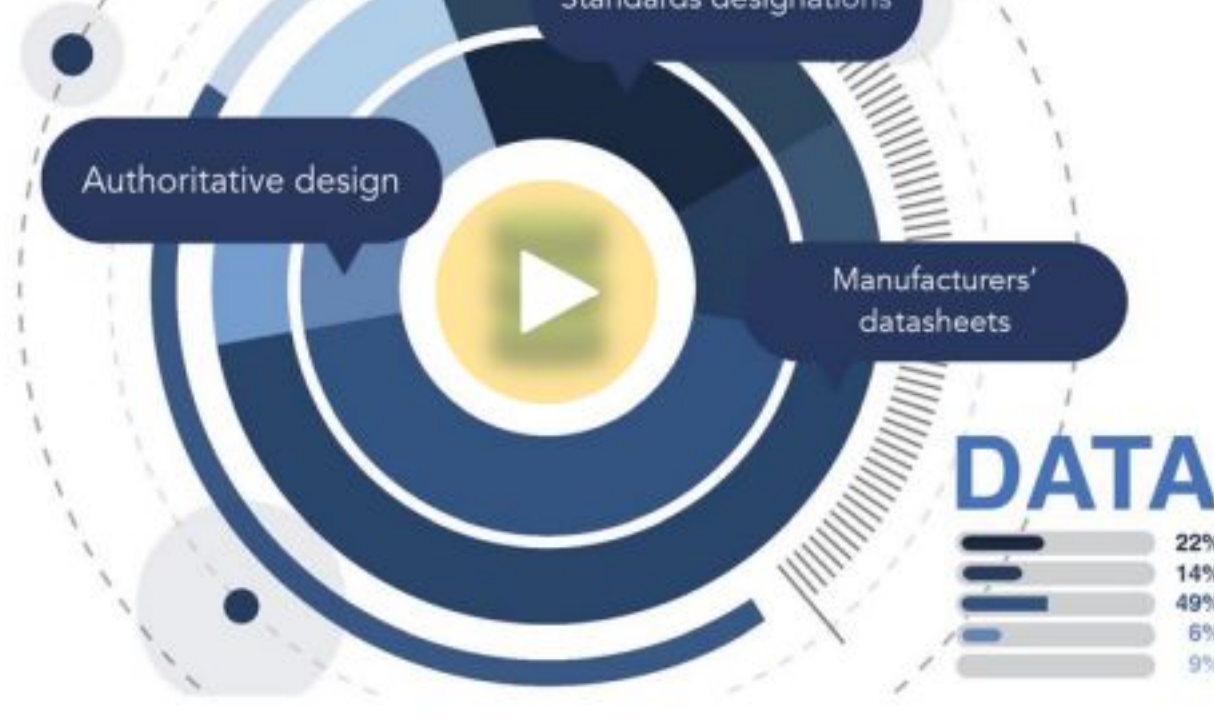 Standards designations
Authoritative design
Manufacturers’
datasheets
DATA
22%
14%
49%
6%
9%